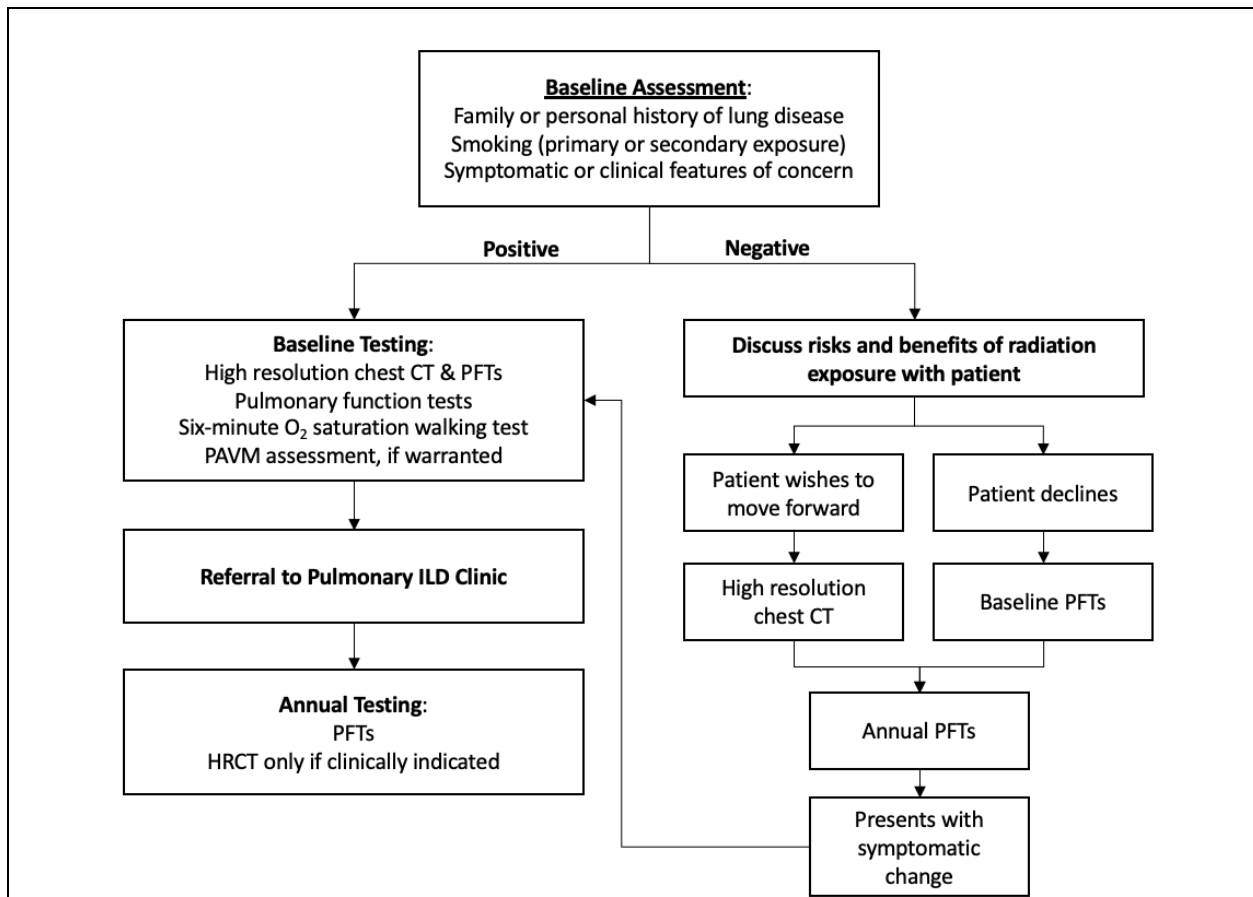 Baseline Assessment:
Family or personal history of lung disease
Smoking (primary or secondary exposure)
Symptomatic or clinical features of concern
Positive
Negative
Baseline Testing:
High resolution chest CT & PFTs
Pulmonary function tests
Six-minute O₂ saturation walking test
PAVM assessment, if warranted
Referral to Pulmonary ILD Clinic
Annual Testing:
PFTs
HRCT only if clinically indicated
Discuss risks and benefits of radiation
exposure with patient
Patient wishes to
move forward
Patient declines
High resolution
chest CT
Baseline PFTs
Annual PFTs
Presents with
symptomatic
change